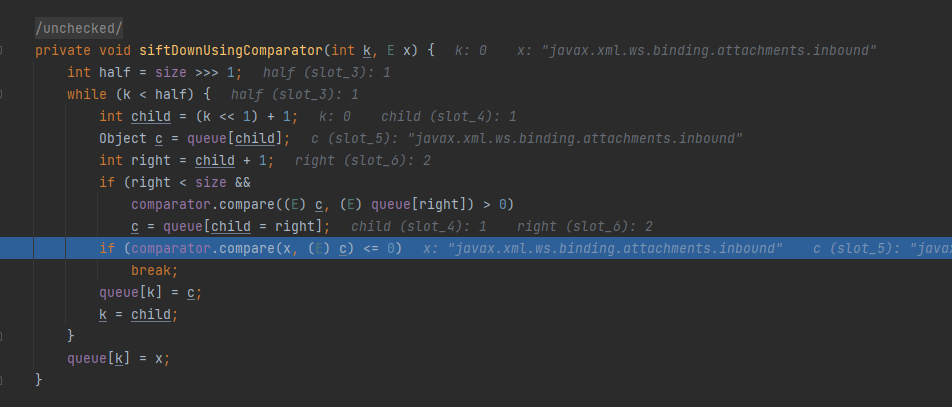 /unchecked/
private void siftDownUsingComparator(int k, E x) {   k: 0    x: "javax.xml.ws.binding.attachments.inbound"
    int half = size >>> 1;   half (slot_3): 1
    while (k < half) {   half (slot_3): 1
        int child = (k << 1) + 1;   k: 0    child (slot_4): 1
        Object c = queue[child];   c (slot_5): "javax.xml.ws.binding.attachments.inbound"
        int right = child + 1;   right (slot_6): 2
        if (right < size &&
            comparator.compare((E) c, (E) queue[right]) > 0)
            c = queue[child = right];   child (slot_4): 1    right (slot_6): 2
        if (comparator.compare(x, (E) c) <= 0)   x: "javax.xml.ws.binding.attachments.inbound"    c (slot_5): "java
            break;
        queue[k] = c;
        k = child;
    }
    queue[k] = x;
}